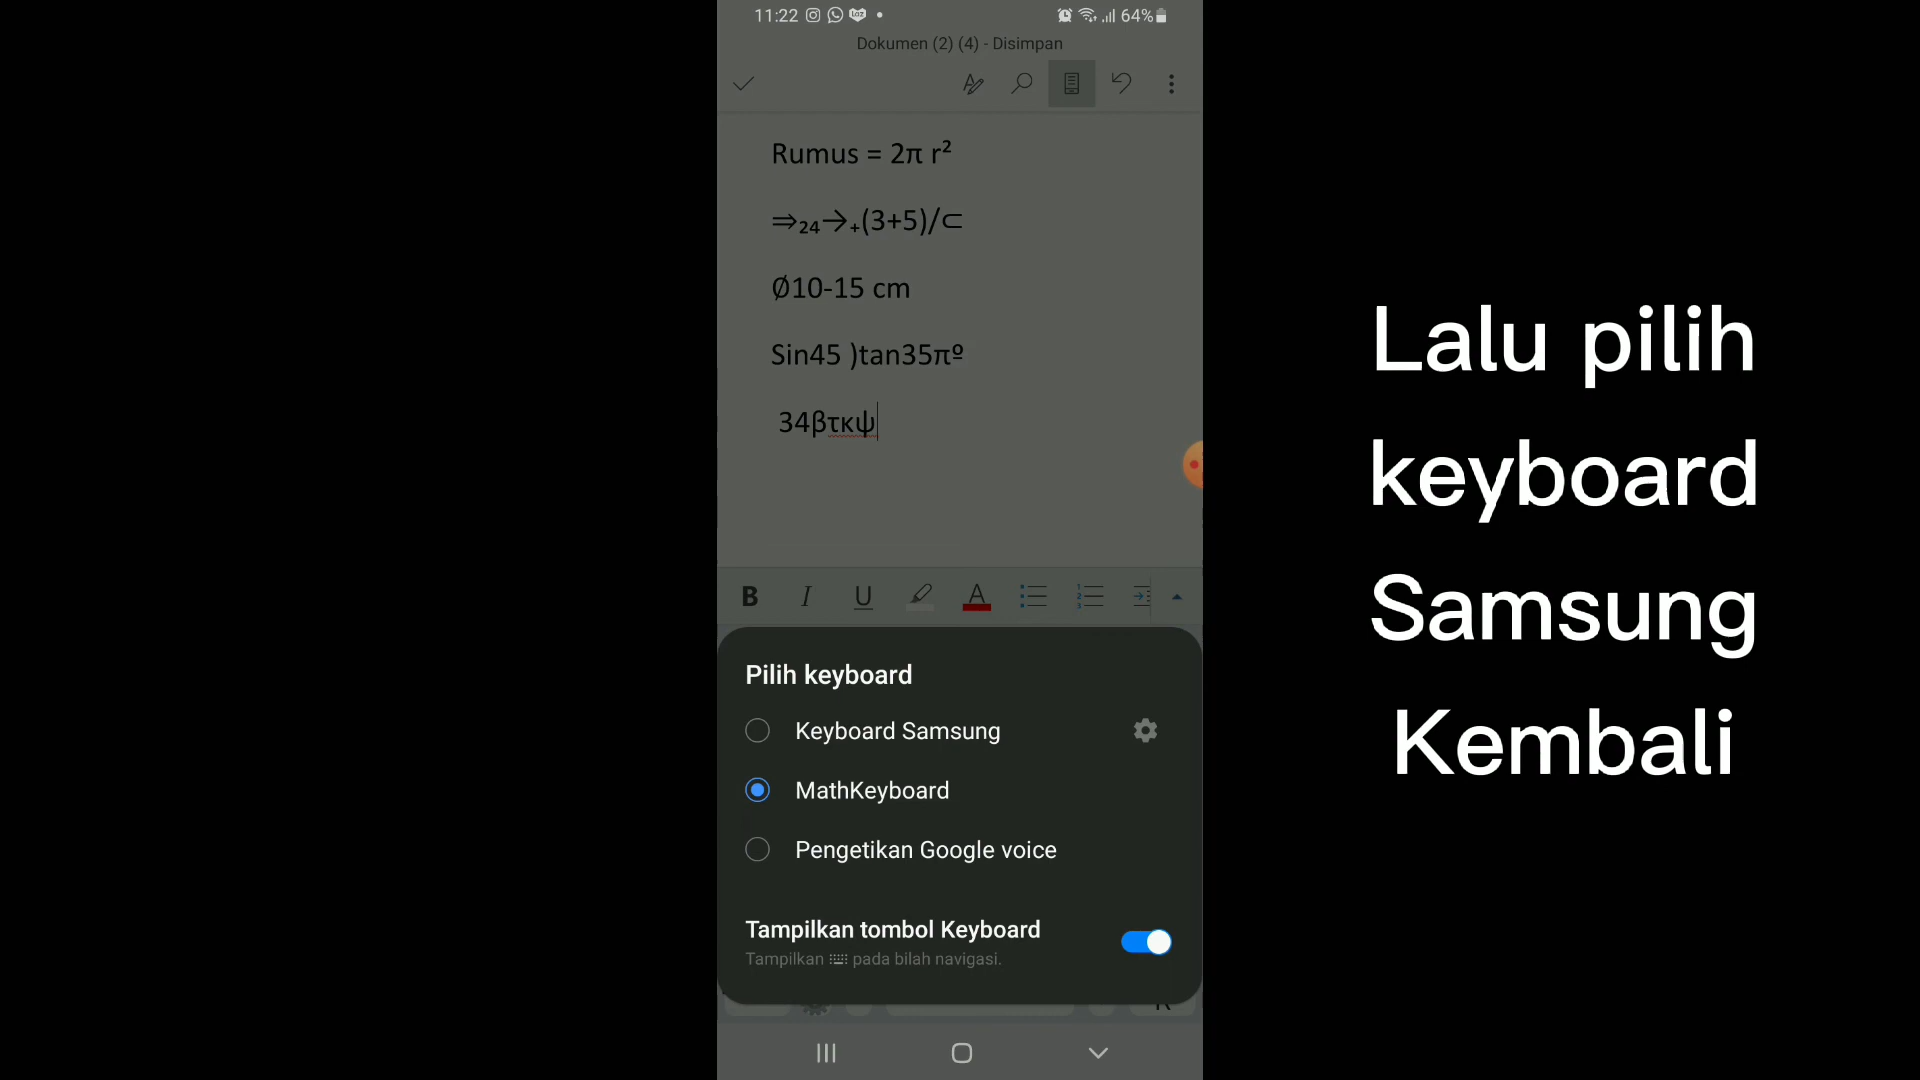 11:22
64%
Dokumen (2) (4) - Disimpan
Rumus = 2π r²
⇒₂₄→₊(3+5)/⊂
Ø10-15 cm
Sin45 )tan35πº
34βτκψ
B I U A
Pilih keyboard
Keyboard Samsung
MathKeyboard
Pengetikan Google voice
Tampilkan tombol Keyboard
Tampilkan pada bilah navigasi.
Lalu pilih
keyboard
Samsung
Kembali